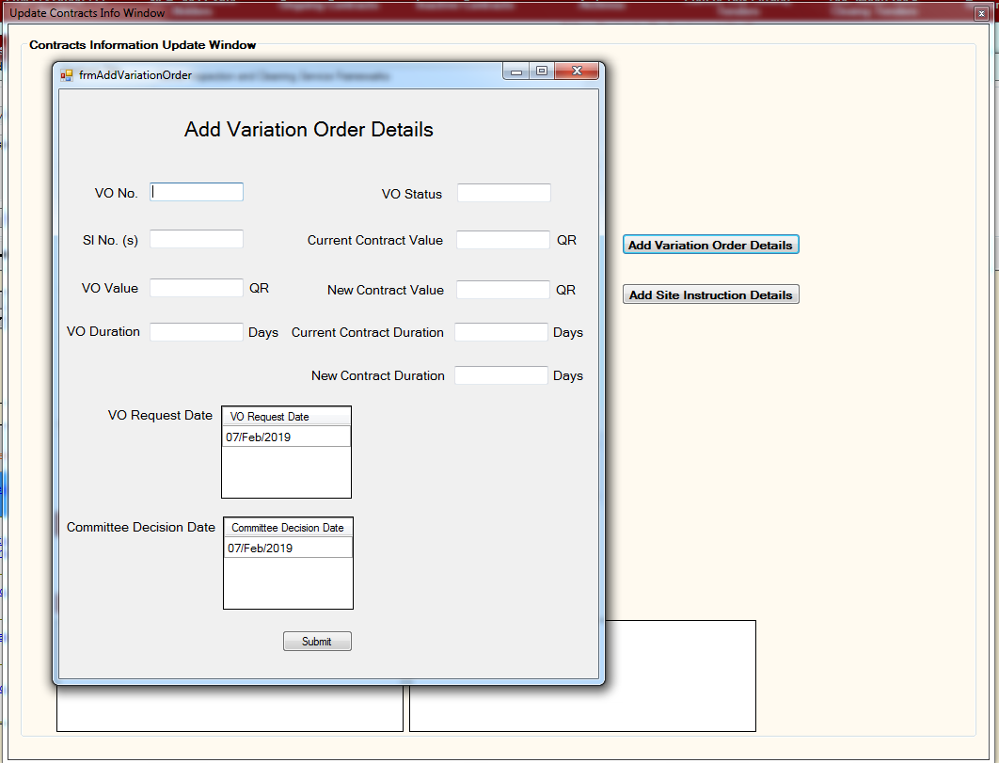 Update Contracts Info Window
Contracts Information Update Window
frmAddVariationOrder
Add Variation Order Details
VO No.
VO Status
SI No. (s)
Current Contract Value
QR
VO Value
QR
New Contract Value
QR
VO Duration
Days
Current Contract Duration
Days
New Contract Duration
Days
VO Request Date
VO Request Date
07/Feb/2019
Committee Decision Date
Committee Decision Date
07/Feb/2019
Submit
Add Variation Order Details
Add Site Instruction Details